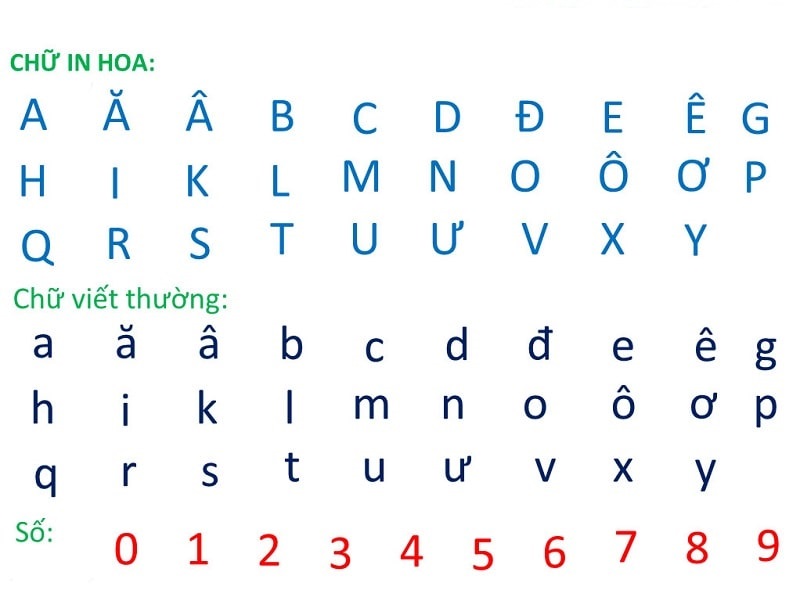 CHỮ IN HOA:
A Ă Â B C D Đ E Ê G
H I K L M N O Ô Ơ P
Q R S T U Ư V X Y
Chữ viết thường:
a ă â b c d đ e ê g
h i k l m n o ô ơ p
q r s t u ư v x y
Số: 0 1 2 3 4 5 6 7 8 9